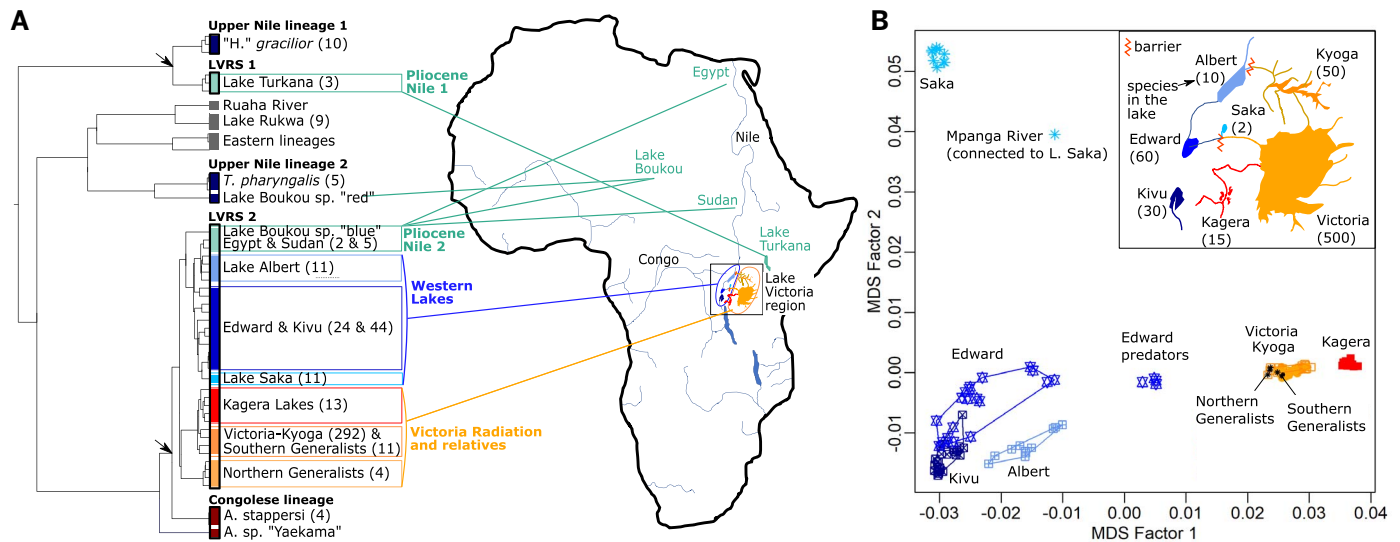 A
Upper Nile lineage 1
"H." gracilior (10)
LVRS 1
Lake Turkana (3)
Ruaha River
Lake Rukwa (9)
Eastern lineages
Upper Nile lineage 2
T. pharyngalis (5)
Lake Boukou sp. "red"
LVRS 2
Lake Boukou sp. "blue"
Egypt & Sudan (2 & 5)
Lake Albert (11)
Edward & Kivu (24 & 44)
Lake Saka (11)
Kagera Lakes (13)
Victoria-Kyoga (292) &
Southern Generalists (11)
Northern Generalists (4)
Congolese lineage
A. stappersi (4)
A. sp. "Yaekama"
Pliocene
Nile 1
Pliocene
Nile 2
Western
Lakes
Victoria Radiation
and relatives
Egypt
Nile
Lake
Boukou
Sudan
Lake
Turkana
Congo
Lake
Victoria
region
B
MDS Factor 2
0.05
0.04
0.03
0.02
0.01
0.00
-0.01
Saka
Mpanga River
(connected to L. Saka)
barrier
Albert
(10)
Kyoga
(50)
species
in the
lake
Saka
(2)
Edward
(60)
Kivu
(30)
Kagera
(15)
Victoria
(500)
Edward
Edward
predators
Victoria
Kyoga
Kagera
Northern
Generalists
Southern
Generalists
Kivu
Albert
-0.03
-0.02
-0.01
0.00
0.01
0.02
0.03
0.04
MDS Factor 1